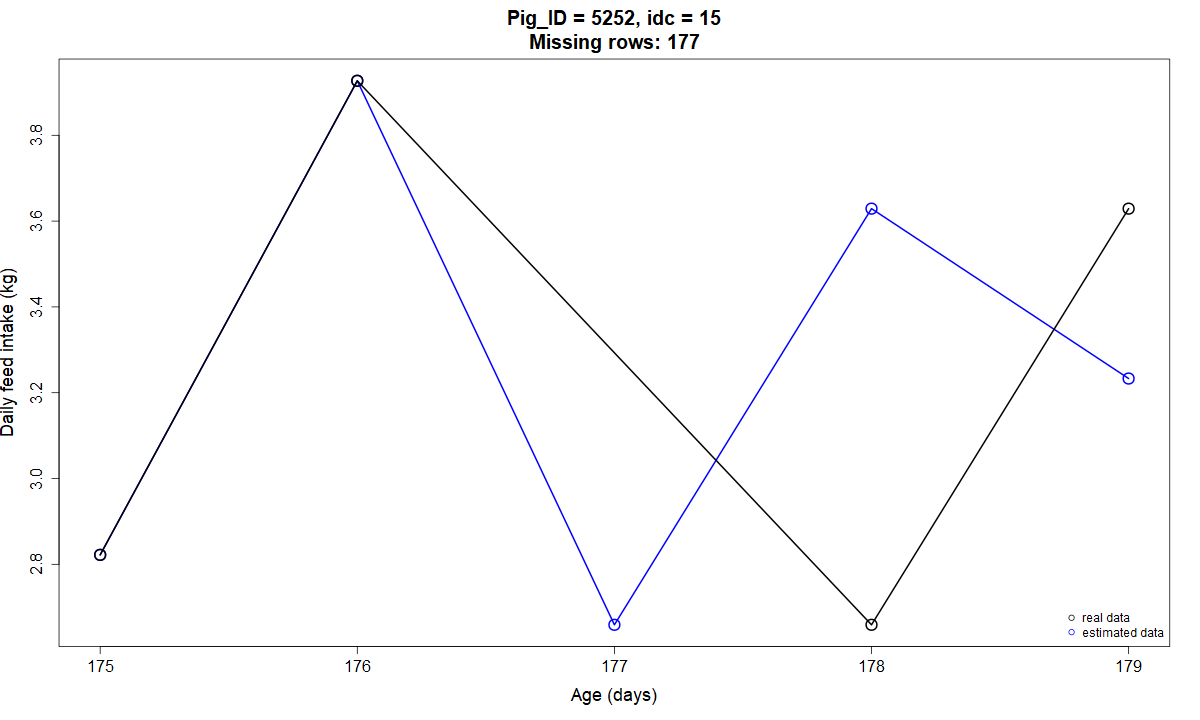 Pig_ID = 5252, idc = 15
Missing rows: 177
Daily feed intake (kg)
3.8
3.6
3.4
3.2
3.0
2.8
real data
estimated data
175 176 177 178 179
Age (days)